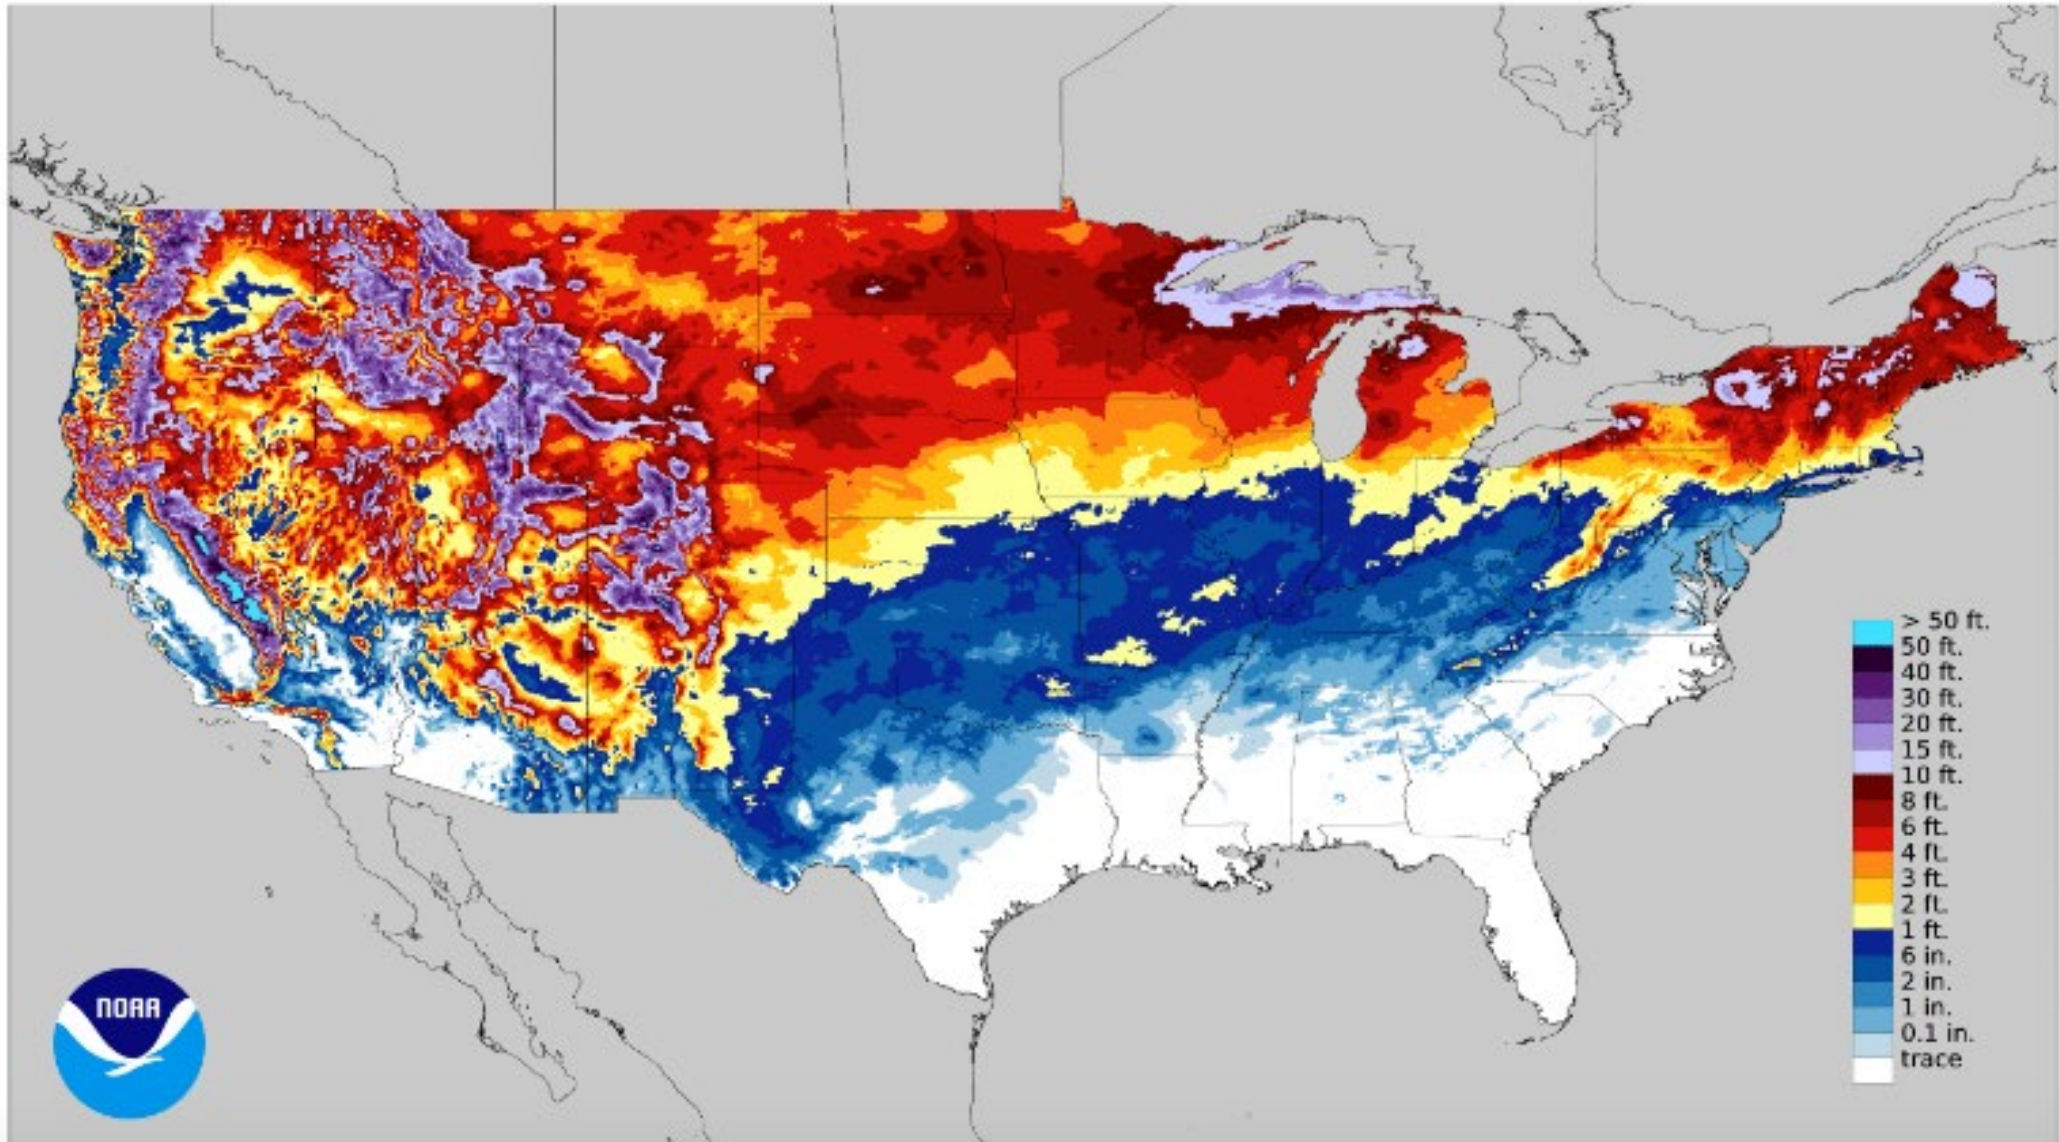 > 50 ft.
50 ft.
40 ft.
30 ft.
20 ft.
15 ft.
10 ft.
8 ft.
6 ft.
4 ft.
3 ft.
2 ft.
1 ft.
6 in.
2 in.
1 in.
0.1 in.
trace
NOAA